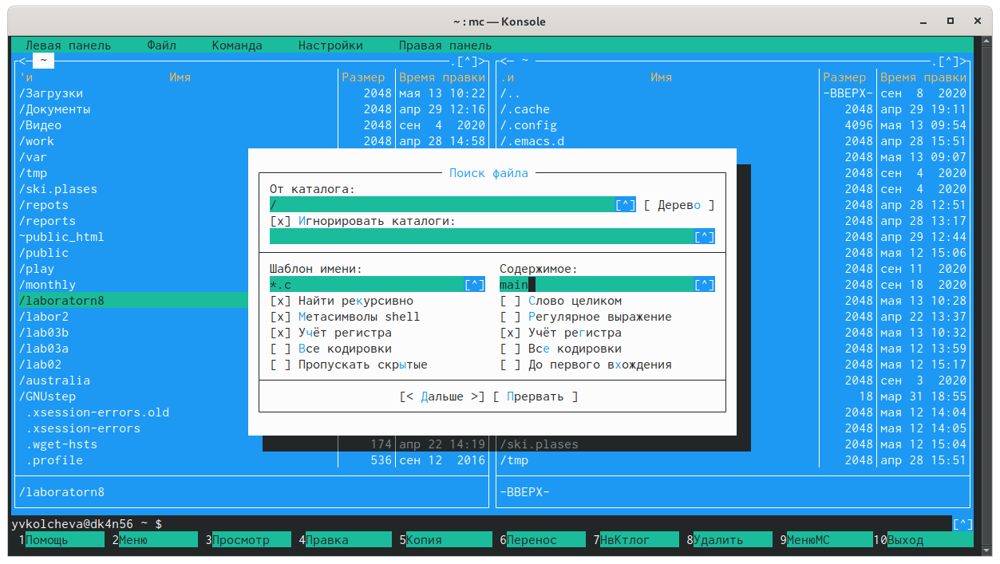 ~ : mc — Konsole
Левая панель Файл Команда Настройки Правая панель
<— ~ .[^]> <— ~ .[^]>
'и Имя Размер Время правки .и Имя Размер Время правки
/Загрузки 2048 мая 13 10:22 /.. -ВВЕРХ- сен 8 2020
/Документы 2048 апр 29 12:16 /.cache 2048 апр 29 19:11
/Видео 2048 сен 4 2020 /.config 4096 мая 13 09:54
/work 2048 апр 28 14:58 /.emacs.d 2048 апр 28 15:51
/var 2048 мая 13 09:07
/tmp Поиск файла 2048 сен 4 2020
/ski.plases От каталога: 2048 сен 4 2020
/repots / [^] [ Дерево ] 2048 апр 28 12:51
/reports [x] Игнорировать каталоги: 2048 апр 28 13:17
~public_html [^] 2048 апр 29 12:44
/public 2048 мая 12 15:06
/play Шаблон имени: Содержимое: 2048 сен 11 2020
/monthly *.c [^] main [^] 2048 сен 18 2020
/laboratorn8 [x] Найти рекурсивно [ ] Слово целиком 2048 мая 13 10:28
/labor2 [x] Метасимволы shell [ ] Регулярное выражение 2048 апр 22 13:37
/lab03b [x] Учёт регистра [x] Учёт регистра 2048 мая 13 10:32
/lab03a [ ] Все кодировки [ ] Все кодировки 2048 мая 12 13:59
/lab02 [ ] Пропускать скрытые [ ] До первого вхождения 2048 мая 12 15:17
/australia 2048 сен 3 2020
/GNUstep [< Дальше >] [ Прервать ] 18 мар 31 18:55
.xsession-errors.old 2048 мая 12 14:04
.xsession-errors 2048 мая 12 14:05
.wget-hsts 174 апр 22 14:19 /ski.plases 2048 мая 12 15:04
.profile 536 сен 12 2016 /tmp 2048 апр 28 15:51
/laboratorn8 -ВВЕРХ-
yvkolcheva@dk4n56 ~ $ [^]
1Помощь 2Меню 3Просмотр 4Правка 5Копия 6Перенос 7НвКтлог 8Удалить 9МенюMC 10Выход